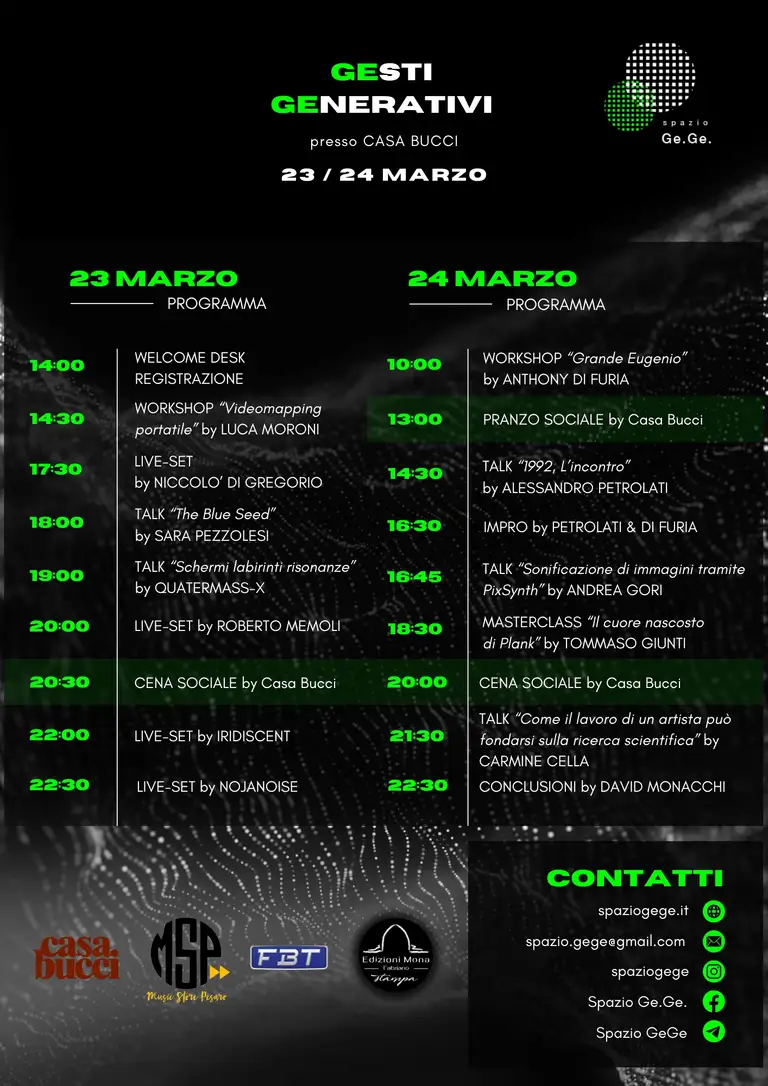 GESTI
GENERATIVI
presso CASA BUCCI
23 / 24 MARZO
spazio
Ge.Ge.
23 MARZO
PROGRAMMA
14:00
WELCOME DESK
REGISTRAZIONE
14:30
WORKSHOP “Videomapping
portatile” by LUCA MORONI
17:30
LIVE-SET
by NICCOLO’ DI GREGORIO
18:00
TALK “The Blue Seed”
by SARA PEZZOLESI
19:00
TALK “Schermi labirinti risonanze”
by QUATERMASS-X
20:00
LIVE-SET by ROBERTO MEMOLI
20:30
CENA SOCIALE by Casa Bucci
22:00
LIVE-SET by IRIDISCENT
22:30
LIVE-SET by NOJANOISE
24 MARZO
PROGRAMMA
10:00
WORKSHOP “Grande Eugenio”
by ANTHONY DI FURIA
13:00
PRANZO SOCIALE by Casa Bucci
14:30
TALK “1992, L’incontro”
by ALESSANDRO PETROLATI
16:30
IMPRO by PETROLATI & DI FURIA
16:45
TALK “Sonificazione di immagini tramite
PixSynth” by ANDREA GORI
18:30
MASTERCLASS “Il cuore nascosto
di Plank” by TOMMASO GIUNTI
20:00
CENA SOCIALE by Casa Bucci
21:30
TALK “Come il lavoro di un artista può
fondarsi sulla ricerca scientifica” by
CARMINE CELLA
22:30
CONCLUSIONI by DAVID MONACCHI
casa
bucci
MSP
Music Store Pesaro
FBT
Edizioni Mona
Fabriano
stampa
CONTATTI
spaziogege.it
spazio.gege@gmail.com
spaziogege
Spazio Ge.Ge.
Spazio GeGe